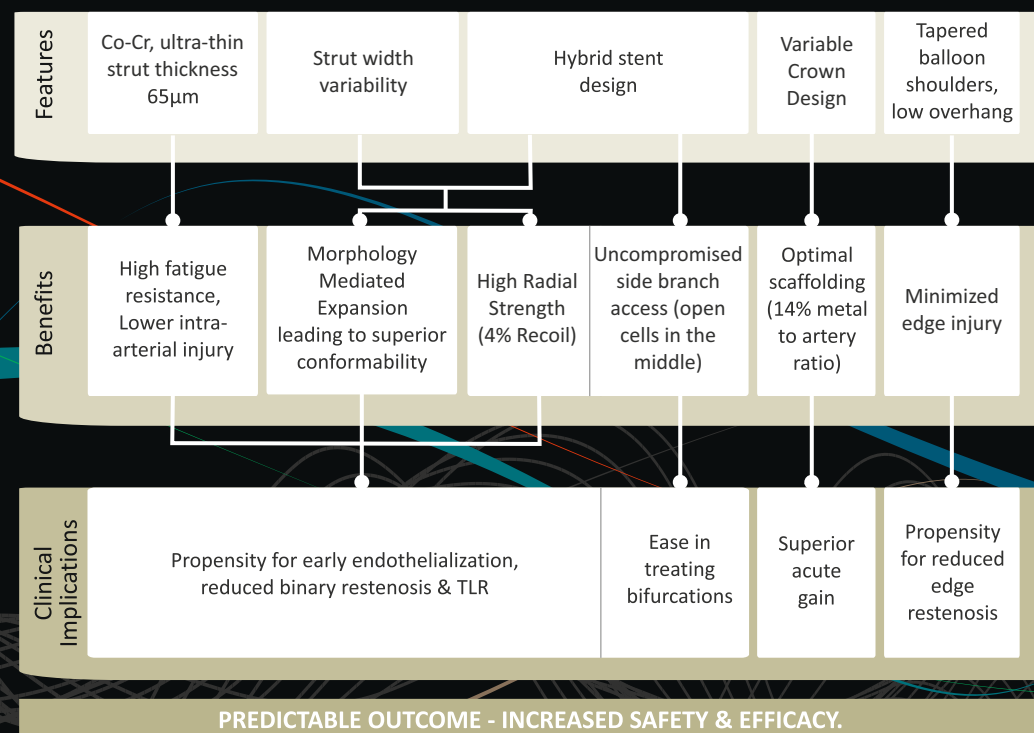 Features
Co-Cr, ultra-thin
strut thickness
65µm
Strut width
variability
Hybrid stent
design
Variable
Crown
Design
Tapered
balloon
shoulders,
low overhang
Benefits
High fatigue
resistance,
Lower intra-
arterial injury
Morphology
Mediated
Expansion
leading to superior
conformability
High Radial
Strength
(4% Recoil)
Uncompromised
side branch
access (open
cells in the
middle)
Optimal
scaffolding
(14% metal
to artery
ratio)
Minimized
edge injury
Clinical
Implications
Propensity for early endothelialization,
reduced binary restenosis & TLR
Ease in
treating
bifurcations
Superior
acute
gain
Propensity
for reduced
edge
restenosis
PREDICTABLE OUTCOME - INCREASED SAFETY & EFFICACY.